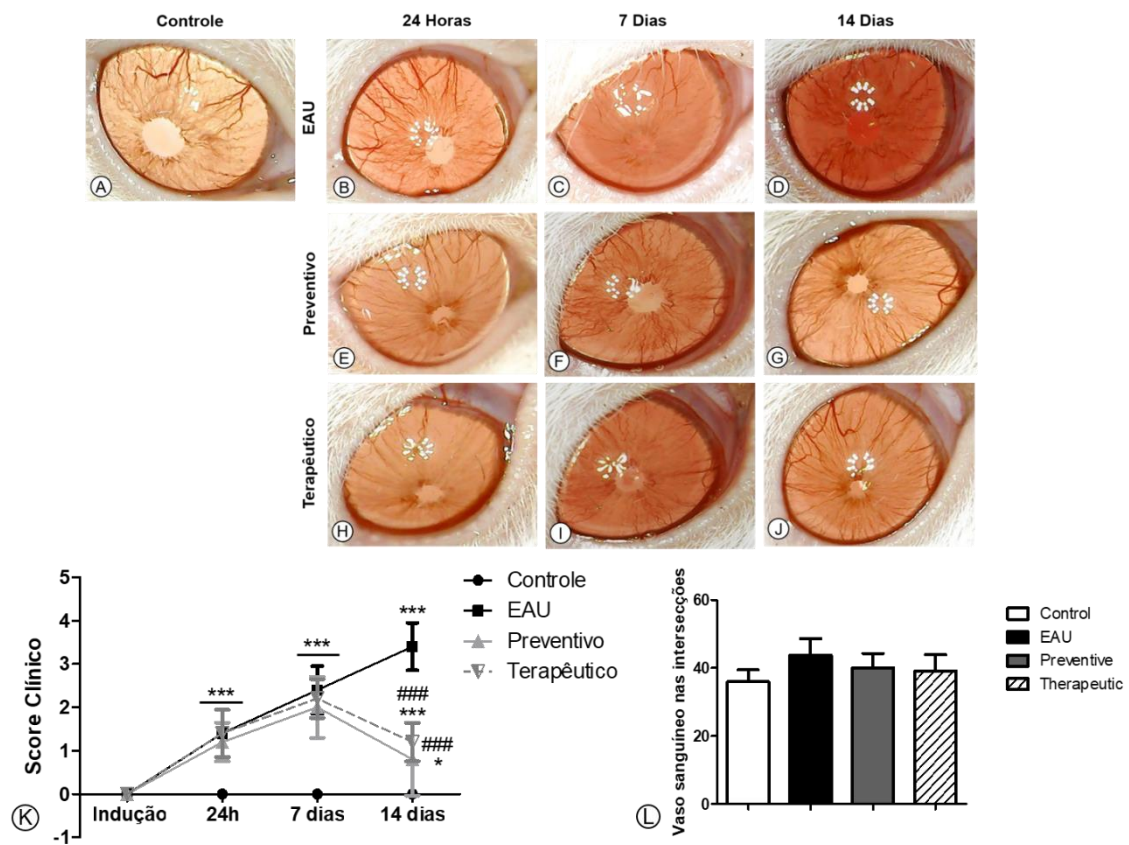 Controle
24 Horas
7 Dias
14 Dias
EAU
A
B
C
D
Preventivo
E
F
G
Terapêutico
H
I
J
5
4
3
2
1
0
-1
Score Clínico
***
***
***
###
***
###
*
Indução
24h
7 dias
14 dias
K
Controle
EAU
Preventivo
Terapêutico
60
40
20
0
Vaso sanguíneo nas intersecções
L
Control
EAU
Preventive
Therapeutic